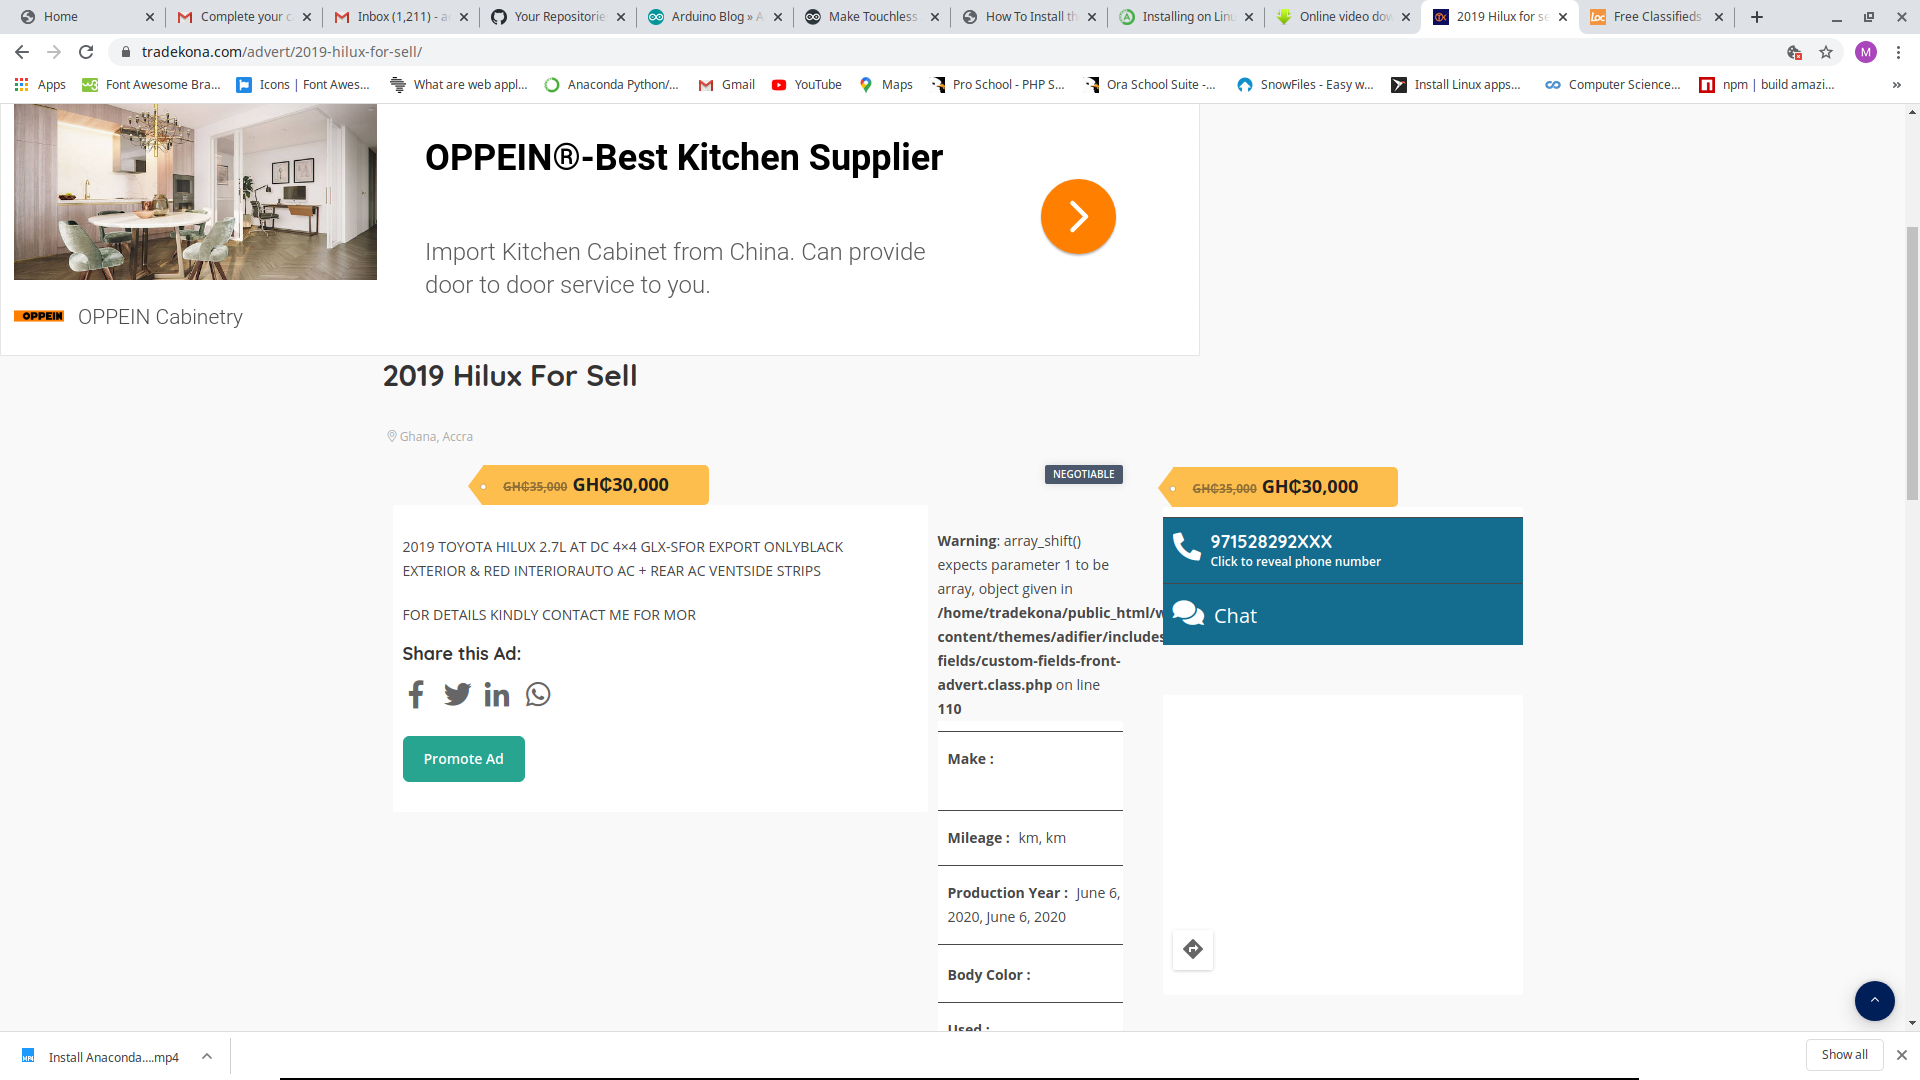 Home
Complete your c
Inbox (1,211) - a
Your Repositorie
Arduino Blog » A
Make Touchless
How To Install th
Installing on Linu
Online video dow
2019 Hilux for se
Free Classifieds
tradekona.com/advert/2019-hilux-for-sell/
M
Apps
Font Awesome Bra...
Icons | Font Awes...
What are web appl...
Anaconda Python/...
Gmail
YouTube
Maps
Pro School - PHP S...
Ora School Suite -...
SnowFiles - Easy w...
Install Linux apps...
Computer Science...
npm | build amazi...
»
OPPEIN®-Best Kitchen Supplier
Import Kitchen Cabinet from China. Can provide
door to door service to you.
OPPEIN
OPPEIN Cabinetry
2019 Hilux For Sell
Ghana, Accra
GH₵35,000 GH₵30,000
NEGOTIABLE
2019 TOYOTA HILUX 2.7L AT DC 4×4 GLX-SFOR EXPORT ONLYBLACK
EXTERIOR & RED INTERIORAUTO AC + REAR AC VENTSIDE STRIPS
FOR DETAILS KINDLY CONTACT ME FOR MOR
Share this Ad:
Promote Ad
Warning: array_shift()
expects parameter 1 to be
array, object given in
/home/tradekona/public_html/w
content/themes/adifier/includes
fields/custom-fields-front-
advert.class.php on line
110
Make :
Mileage : km, km
Production Year : June 6,
2020, June 6, 2020
Body Color :
Used :
GH₵35,000 GH₵30,000
971528292XXX
Click to reveal phone number
Chat
Install Anaconda....mp4
Show all